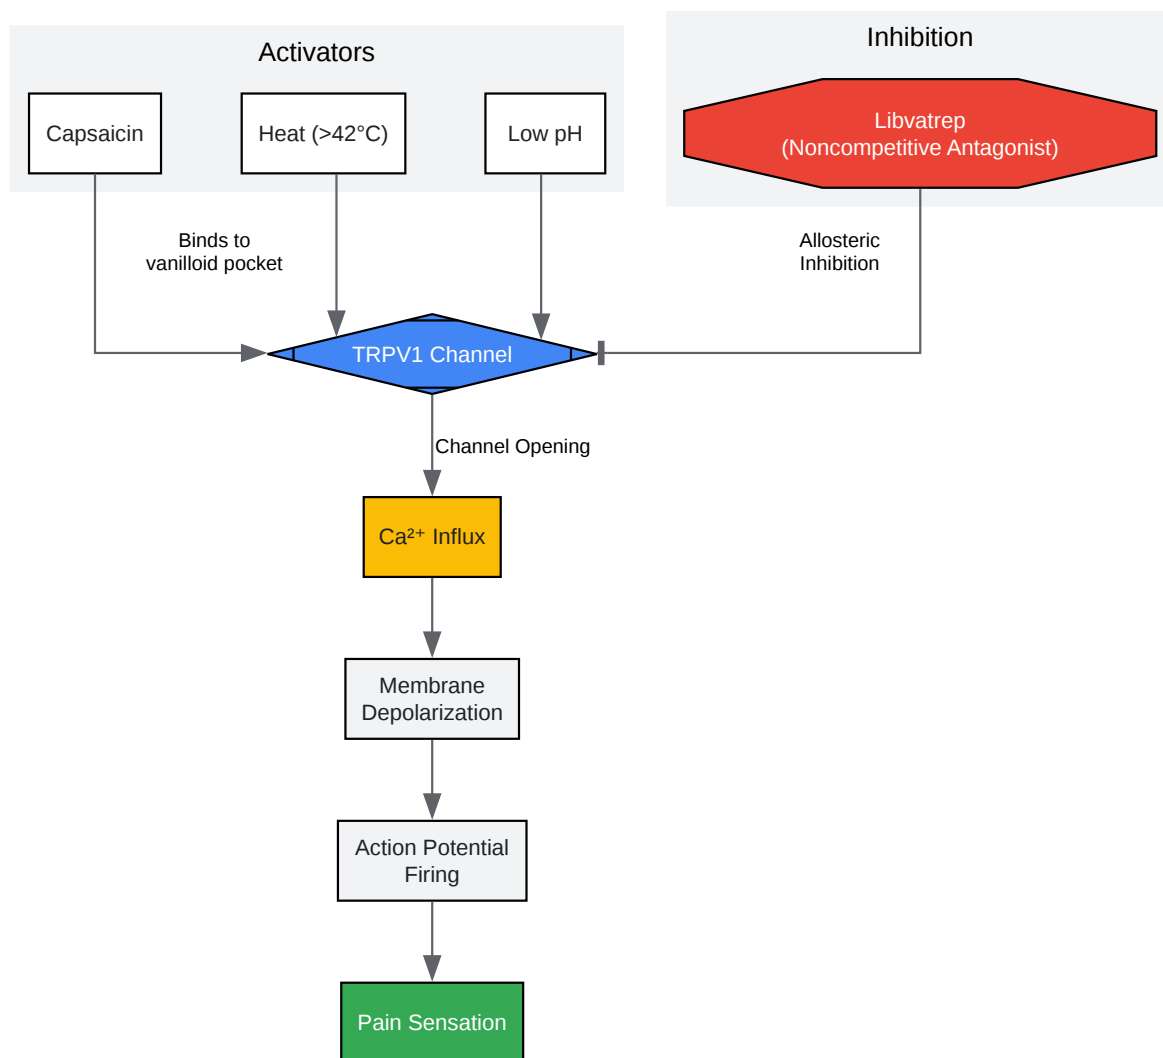 Activators
Inhibition
Capsaicin
Heat (>42°C)
Low pH
Libvatrep
(Noncompetitive Antagonist)
Binds to
vanilloid pocket
Allosteric
Inhibition
TRPV1 Channel
Channel Opening
Ca²⁺ Influx
Membrane
Depolarization
Action Potential
Firing
Pain Sensation